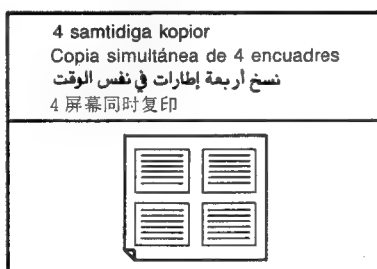 4 samtidiga kopior
Copia simultánea de 4 encuadres
نسخ أربعة إطارات في نفس الوقت
4 屏幕同时复印